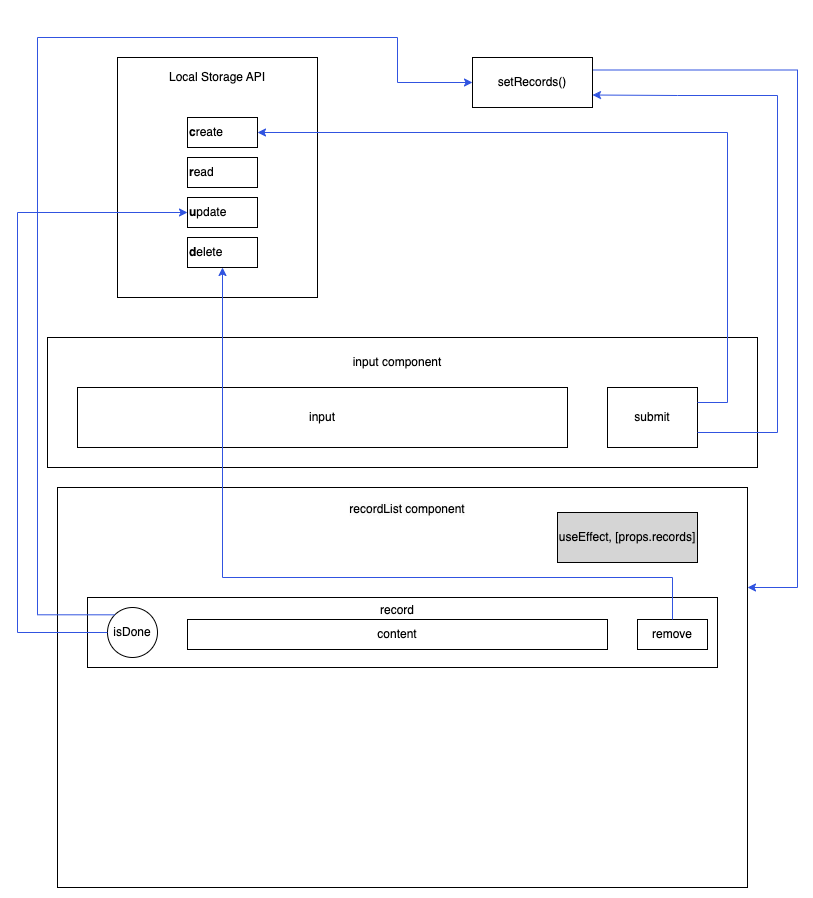 Local Storage API
setRecords()
create
read
update
delete
input component
input
submit
recordList component
useEffect, [props.records]
record
isDone
content
remove